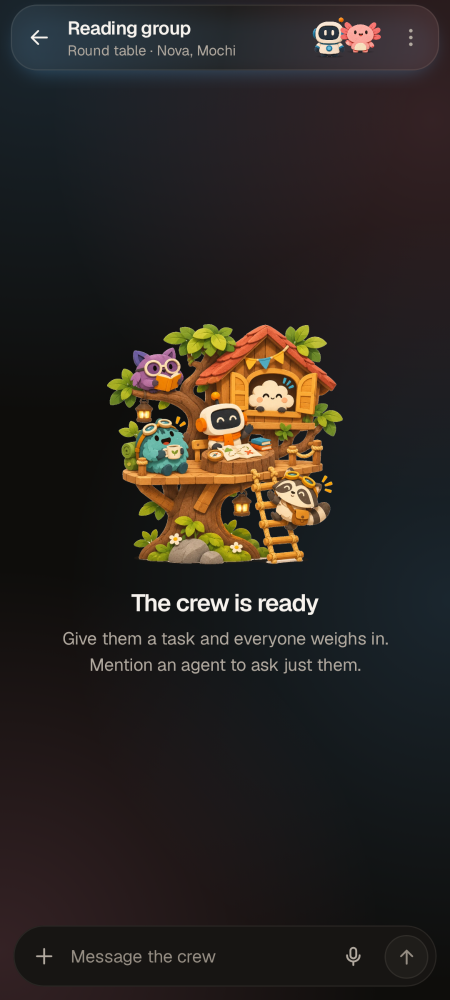 Reading group
Round table · Nova, Mochi
The crew is ready
Give them a task and everyone weighs in.
Mention an agent to ask just them.
Message the crew